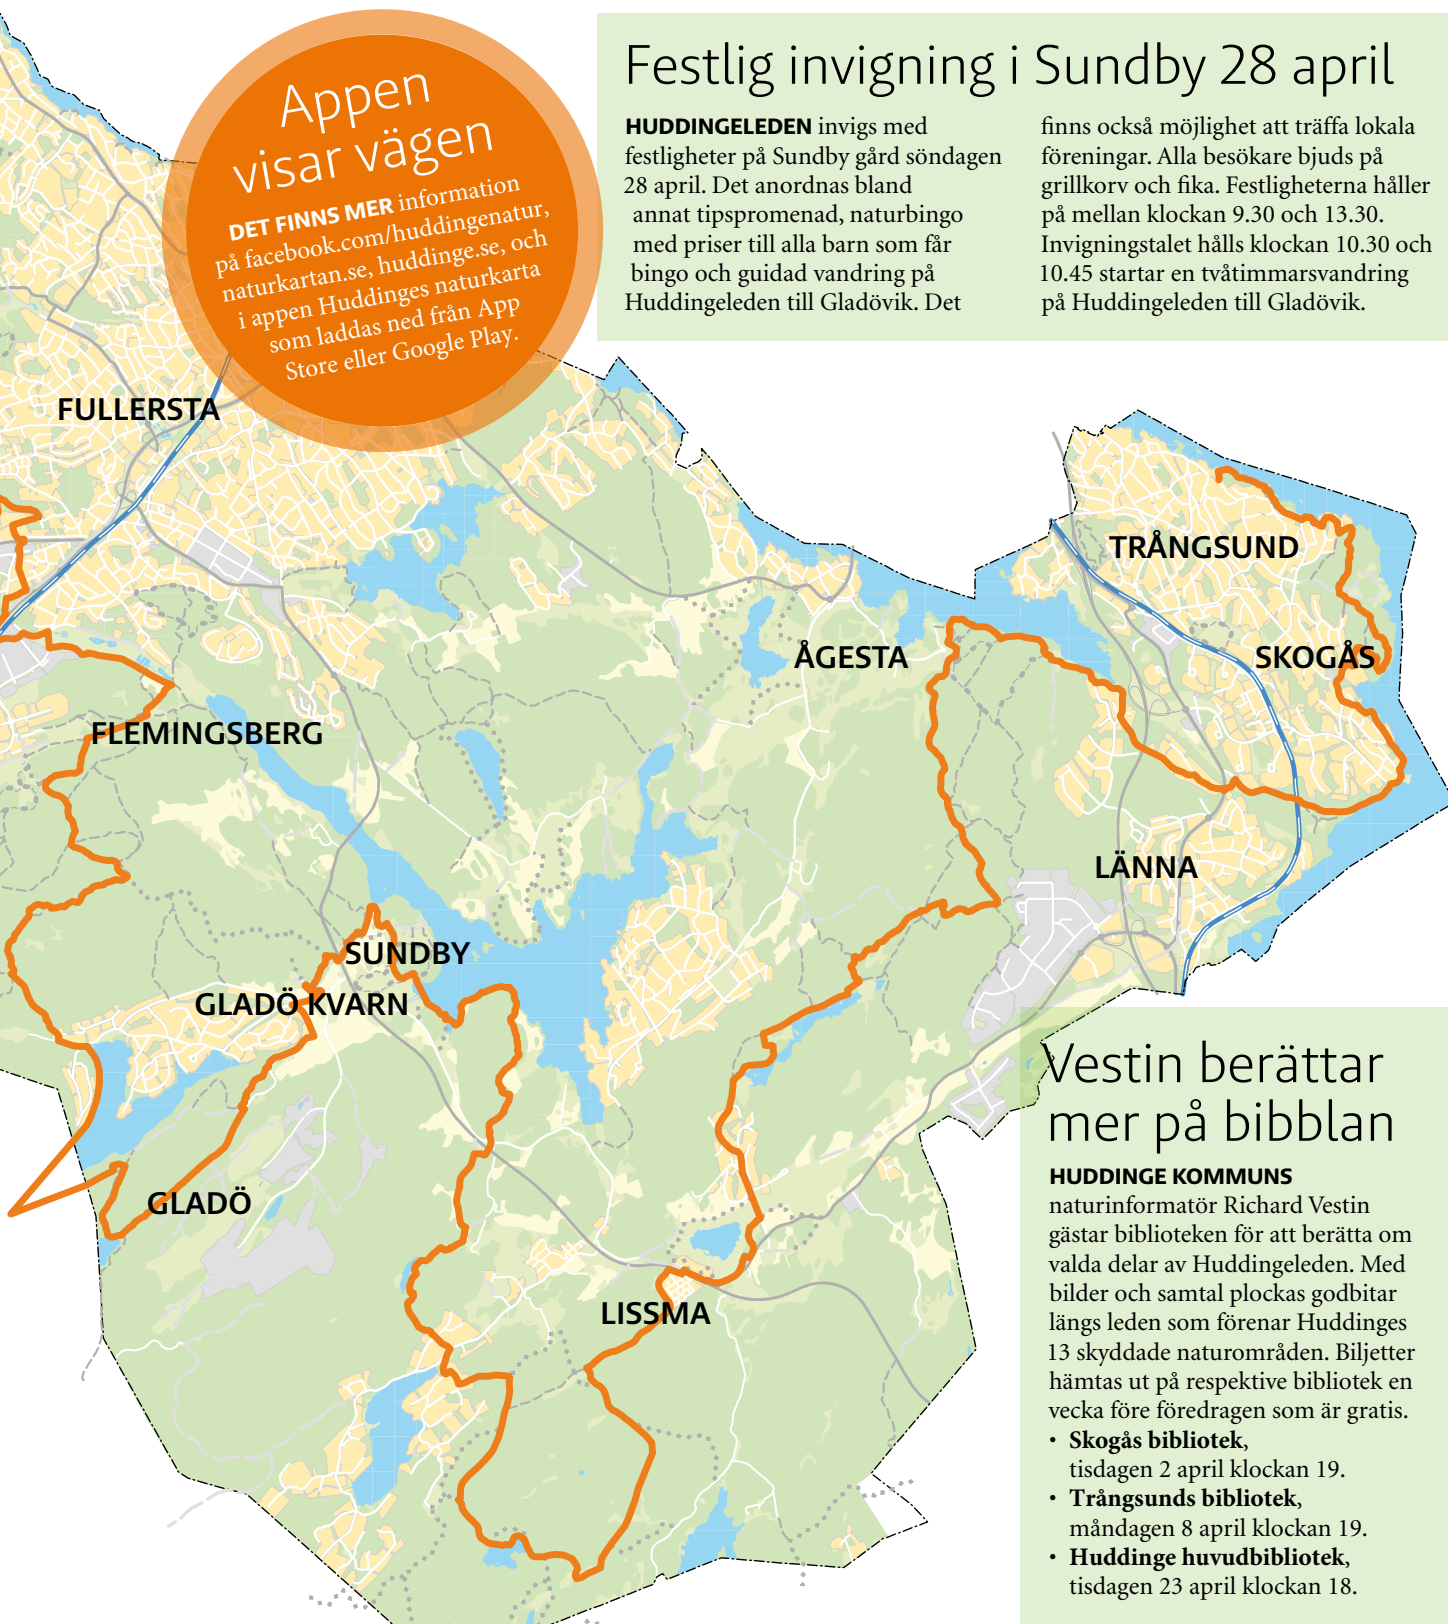 Appen
visar vägen
DET FINNS MER information
på facebook.com/huddingenatur,
naturkartan.se, huddinge.se, och
i appen Huddinges naturkarta
som laddas ned från App
Store eller Google Play.
Festlig invigning i Sundby 28 april
HUDDINGELEDEN invigs med
festligheter på Sundby gård söndagen
28 april. Det anordnas bland
annat tipspromenad, naturbingo
med priser till alla barn som får
bingo och guidad vandring på
Huddingeleden till Gladövik. Det
finns också möjlighet att träffa lokala
föreningar. Alla besökare bjuds på
grillkorv och fika. Festligheterna håller
på mellan klockan 9.30 och 13.30.
Invigningstalet hålls klockan 10.30 och
10.45 startar en tvåtimmarsvandring
på Huddingeleden till Gladövik.
FULLERSTA
TRÅNGSUND
ÅGESTA
SKOGÅS
FLEMINGSBERG
LÄNNA
SUNDBY
GLADÖ KVARN
GLADÖ
LISSMA
Vestin berättar
mer på bibblan
HUDDINGE KOMMUNS
naturinformatör Richard Vestin
gästar biblioteken för att berätta om
valda delar av Huddingeleden. Med
bilder och samtal plockas godbitar
längs leden som förenar Huddinges
13 skyddade naturområden. Biljetter
hämtas ut på respektive bibliotek en
vecka före föredragen som är gratis.
• Skogås bibliotek,
tisdagen 2 april klockan 19.
• Trångsunds bibliotek,
måndagen 8 april klockan 19.
• Huddinge huvudbibliotek,
tisdagen 23 april klockan 18.